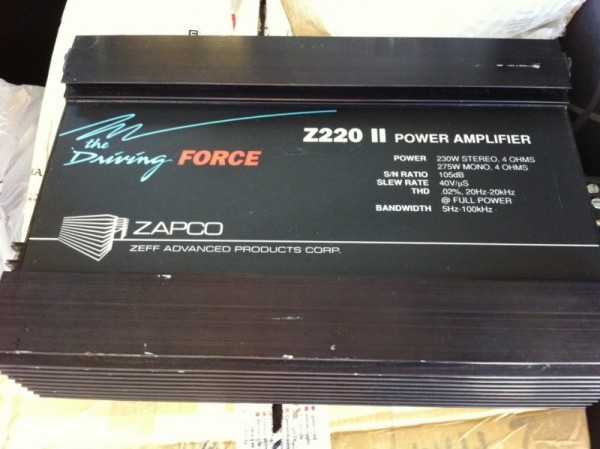 Z220 II POWER AMPLIFIER
the
Driving FORCE
POWER 230W STEREO, 4 OHMS
275W MONO, 4 OHMS
S/N RATIO 105dB
SLEW RATE 40V/µS
THD .02%, 20Hz-20kHz
@ FULL POWER
BANDWIDTH 5Hz-100kHz
ZAPCO
ZEFF ADVANCED PRODUCTS CORP.